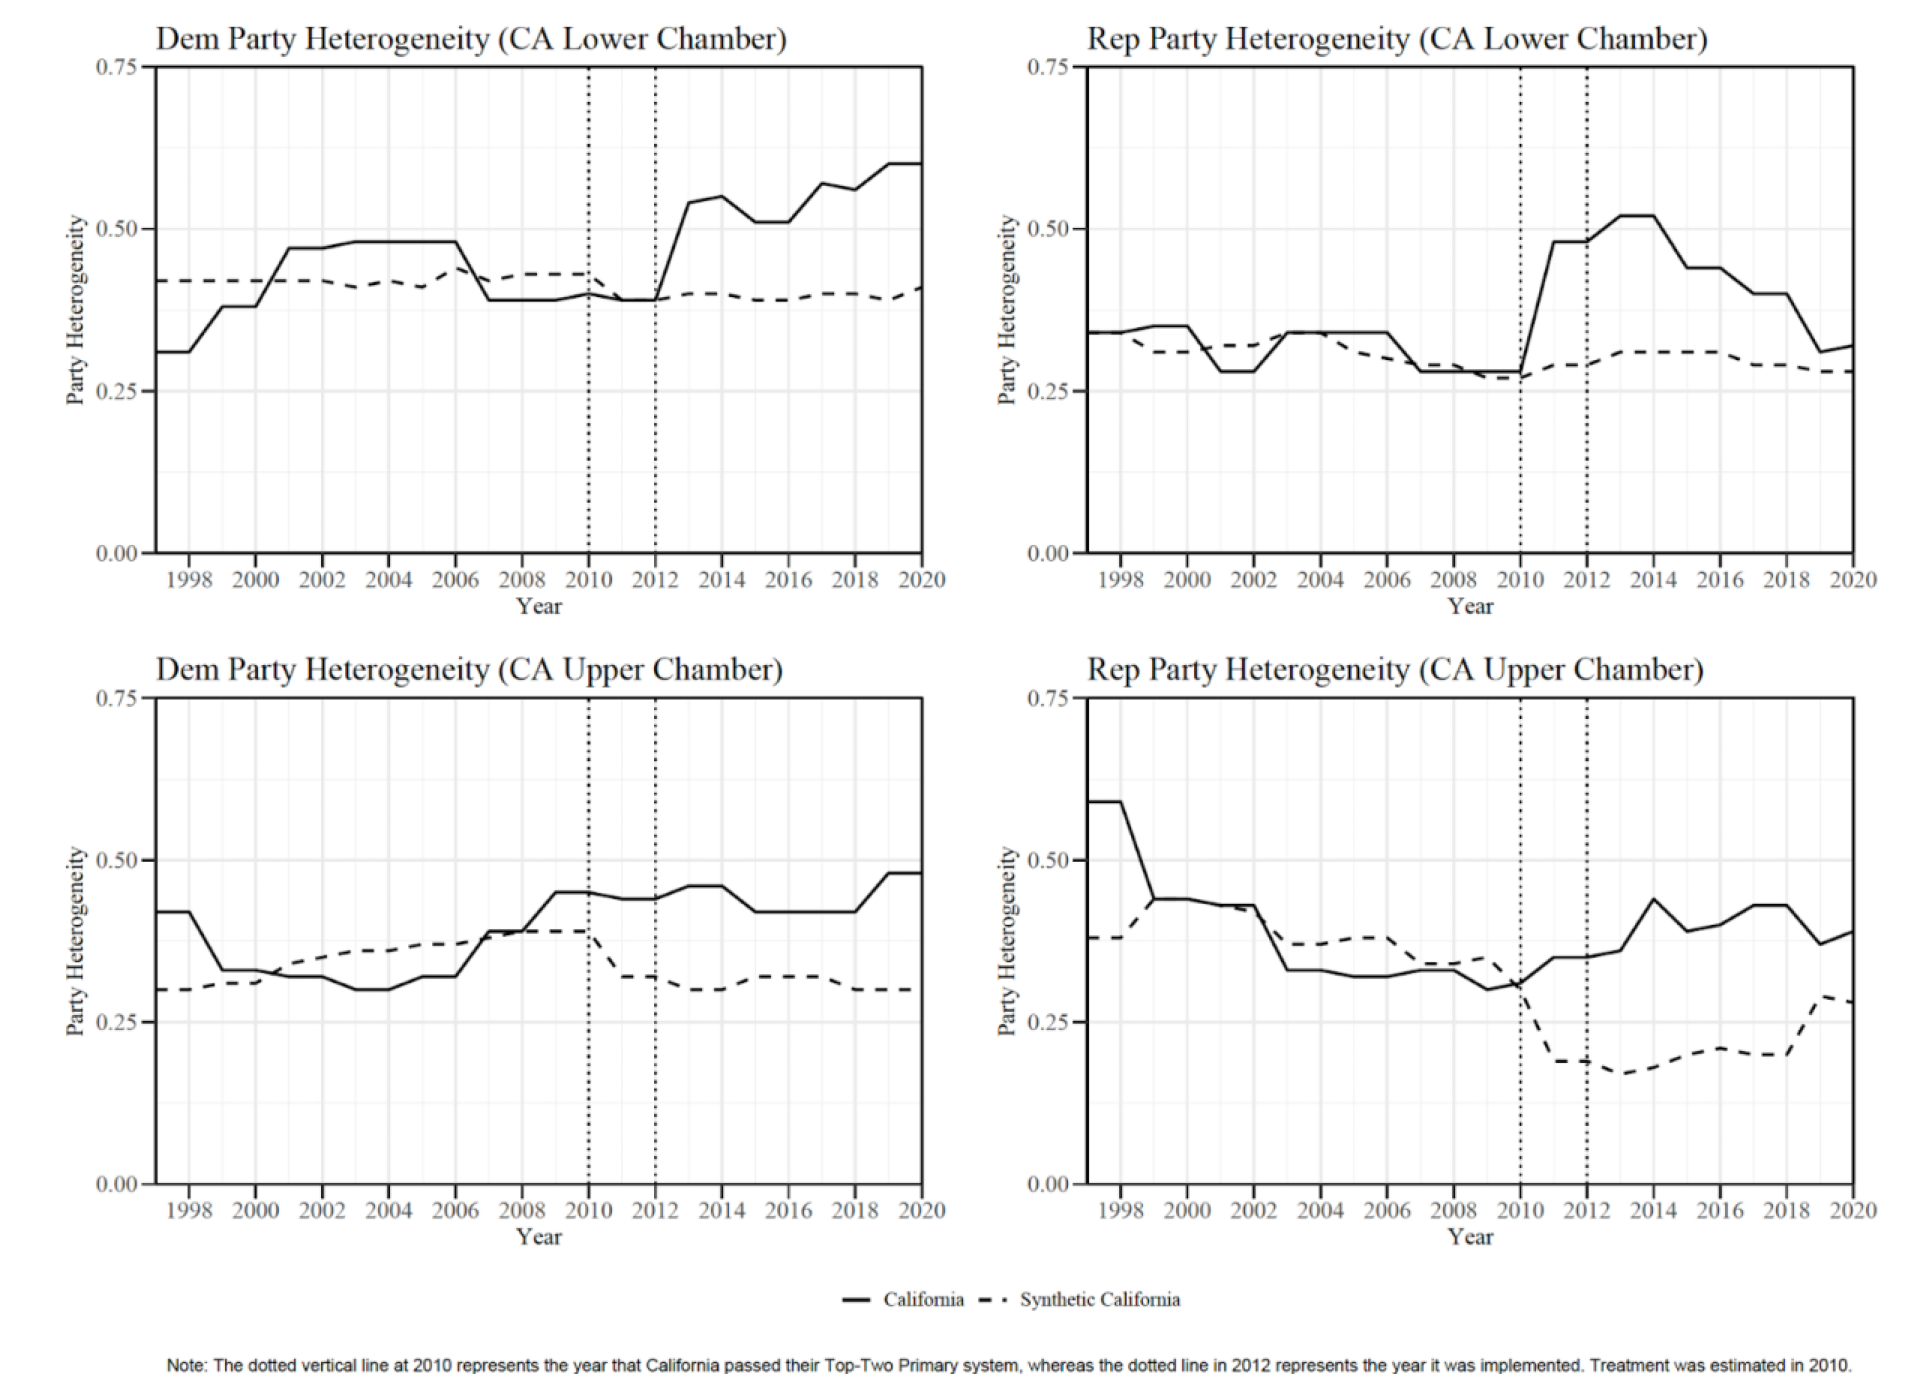 Dem Party Heterogeneity (CA Lower Chamber)
0.75
0.50
0.25
0.00
Party Heterogeneity
1998 2000 2002 2004 2006 2008 2010 2012 2014 2016 2018 2020
Year
Rep Party Heterogeneity (CA Lower Chamber)
0.75
0.50
0.25
0.00
Party Heterogeneity
1998 2000 2002 2004 2006 2008 2010 2012 2014 2016 2018 2020
Year
Dem Party Heterogeneity (CA Upper Chamber)
0.75
0.50
0.25
0.00
Party Heterogeneity
1998 2000 2002 2004 2006 2008 2010 2012 2014 2016 2018 2020
Year
Rep Party Heterogeneity (CA Upper Chamber)
0.75
0.50
0.25
0.00
Party Heterogeneity
1998 2000 2002 2004 2006 2008 2010 2012 2014 2016 2018 2020
Year
California Synthetic California
Note: The dotted vertical line at 2010 represents the year that California passed their Top-Two Primary system, whereas the dotted line in 2012 represents the year it was implemented. Treatment was estimated in 2010.